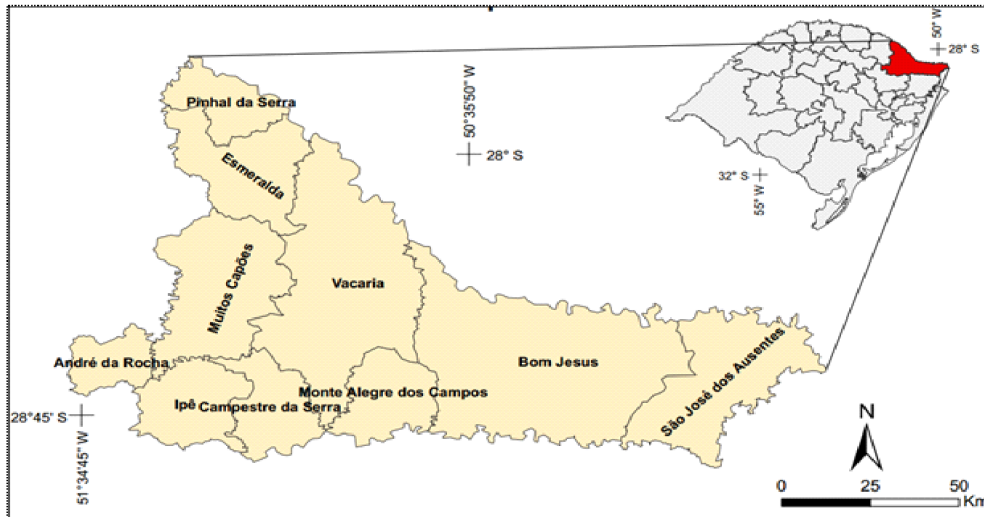 50° W
28° S
Pinhal da Serra
50°35'50" W
28° S
Esmeralda
32° S
55° W
Muitos Capões
Vacaria
André da Rocha
Bom Jesus
São José dos Ausentes
Ipê
Campestre da Serra
Monte Alegre dos Campos
28°45' S
51°34'45" W
N
0 25 50
Km